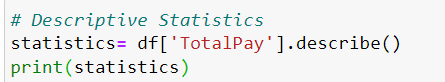 # Descriptive Statistics
statistics= df['TotalPay'].describe()
print(statistics)